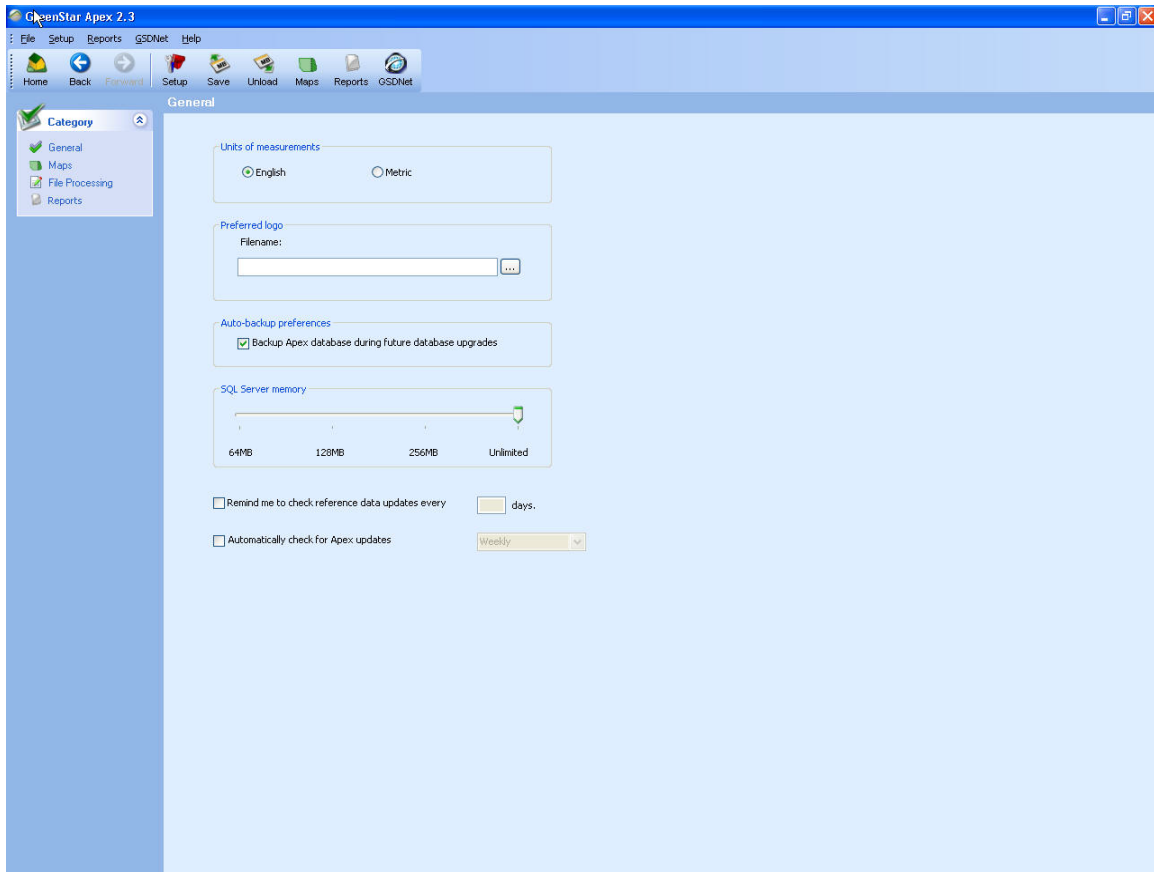 GreenStar Apex 2.3
File Setup Reports GSDNet Help
Home Back Forward Setup Save Unload Maps Reports GSDNet
General
Category
General
Maps
File Processing
Reports
Units of measurements
English Metric
Preferred logo
Filename:
...
Auto-backup preferences
Backup Apex database during future database upgrades
SQL Server memory
64MB 128MB 256MB Unlimited
Remind me to check reference data updates every days.
Automatically check for Apex updates Weekly